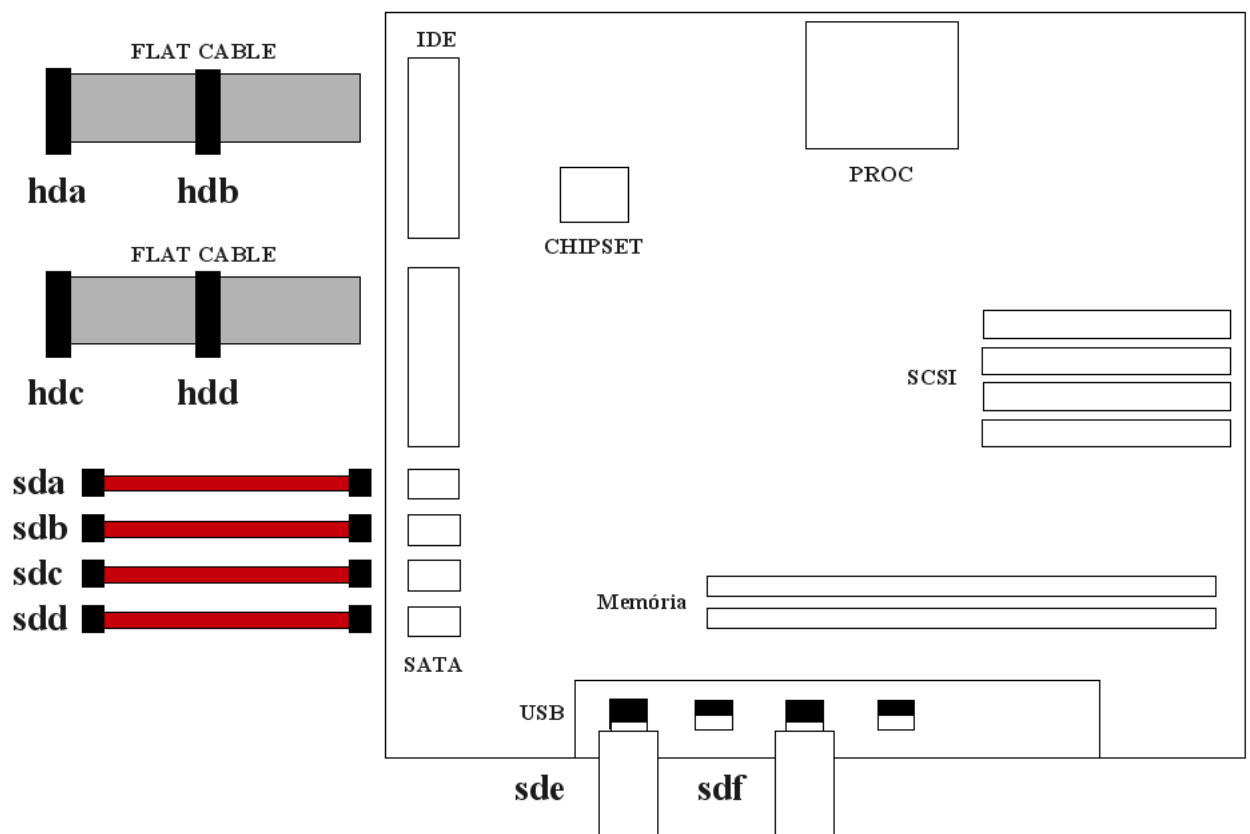 FLAT CABLE
hda hdb
FLAT CABLE
hdc hdd
sda
sdb
sdc
sdd
IDE
PROC
CHIPSET
SCSI
Memória
SATA
USB
sde sdf